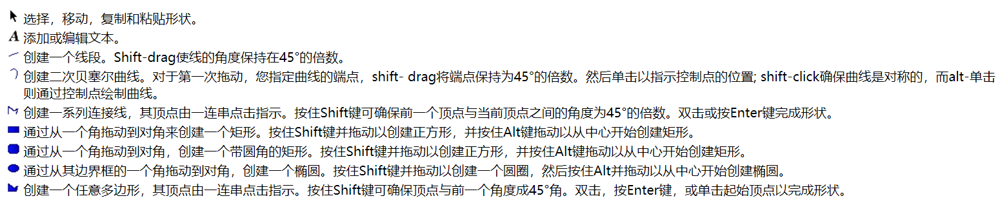 选择，移动，复制和粘贴形状。
添加或编辑文本。
创建一个线段。Shift-drag使线的角度保持在45°的倍数。
创建二次贝塞尔曲线。对于第一次拖动，您指定曲线的端点，shift- drag将端点保持为45°的倍数。然后单击以指示控制点的位置; shift-click确保曲线是对称的，而alt-单击
则通过控制点绘制曲线。
创建一系列连接线，其顶点由一连串点击指示。按住Shift键可确保前一个顶点与当前顶点之间的角度为45°的倍数。双击或按Enter键完成形状。
通过从一个角拖动到对角来创建一个矩形。按住Shift键并拖动以创建正方形，并按住Alt键拖动以从中心开始创建矩形。
通过从一个角拖动到对角，创建一个带圆角的矩形。按住Shift键并拖动以创建正方形，并按住Alt键拖动以从中心开始创建矩形。
通过从其边界框的一个角拖动到对角，创建一个椭圆。按住Shift键并拖动以创建一个圆圈，然后按住Alt并拖动以从中心开始创建椭圆。
创建一个任意多边形，其顶点由一连串点击指示。按住Shift键可确保顶点与前一个角度成45°角。双击，按Enter键，或单击起始顶点以完成形状。